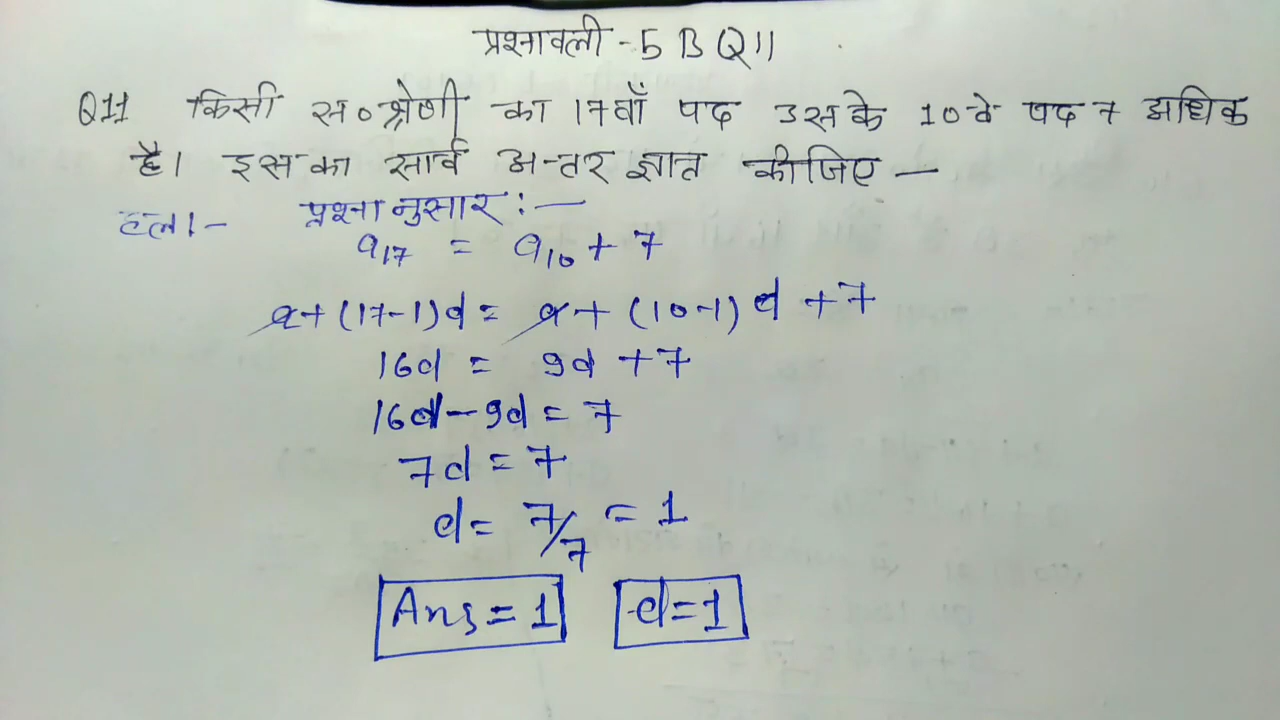 प्रश्नावली - 5 B Q11
Q11 किसी स० श्रेणी का 17वाँ पद उसके 10वे पद 7 अधिक
है। इसका सार्व अन्तर ज्ञात कीजिए —
हल।- प्रश्नानुसार :—
a₁₇ = a₁₀ + 7
a + (17-1)d = a + (10-1)d + 7
16d = 9d + 7
16d - 9d = 7
7d = 7
d = 7/7 = 1
Ans = 1 d = 1